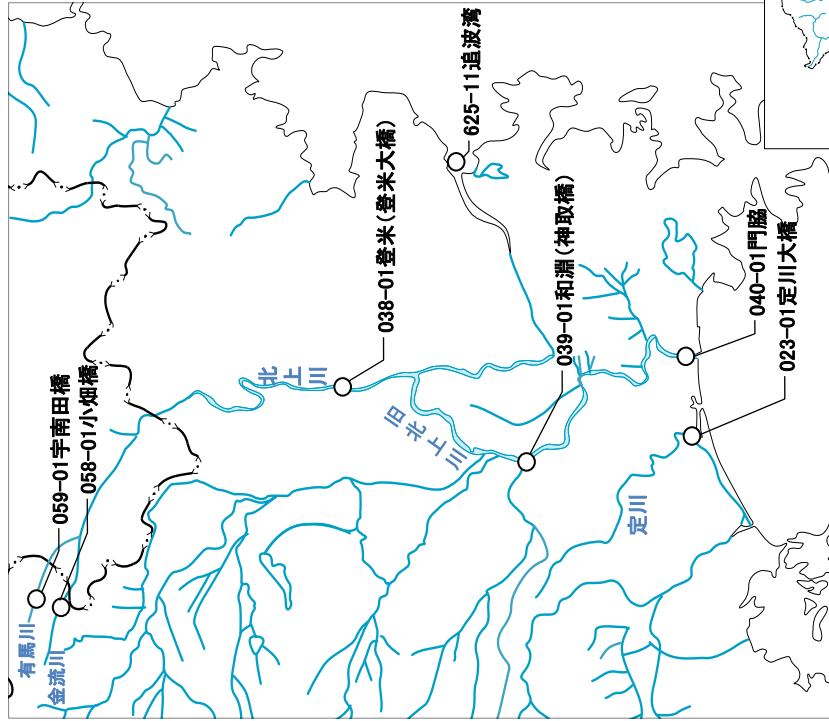 625-11追波湾
038-01登米(登米大橋)
039-01和淵(神取橋)
040-01門脇
023-01定川大橋
059-01宇南田橋
058-01小畑橋
北上川
旧北上川
定川
有馬川
金流川